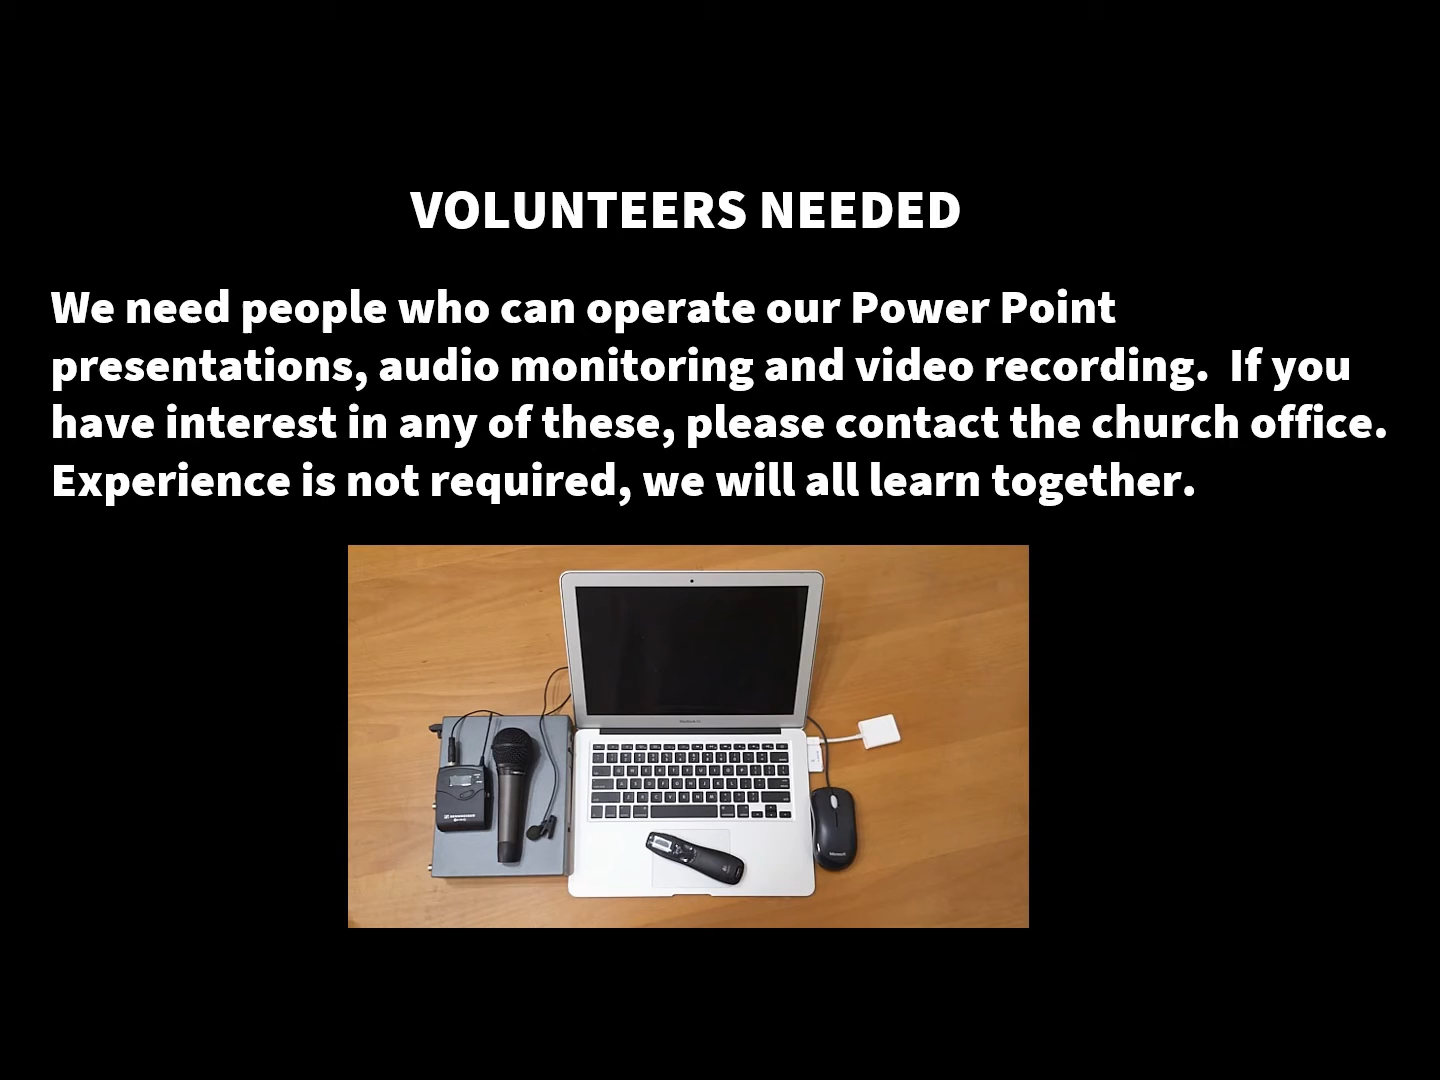 VOLUNTEERS NEEDED
We need people who can operate our Power Point
presentations, audio monitoring and video recording.  If you
have interest in any of these, please contact the church office.
Experience is not required, we will all learn together.